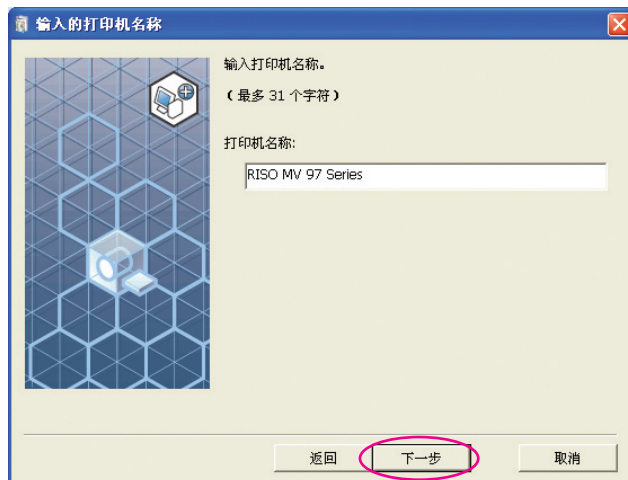 输入的打印机名称
输入打印机名称。
（最多 31 个字符）
打印机名称:
RISO MV 97 Series
返回
下一步
取消